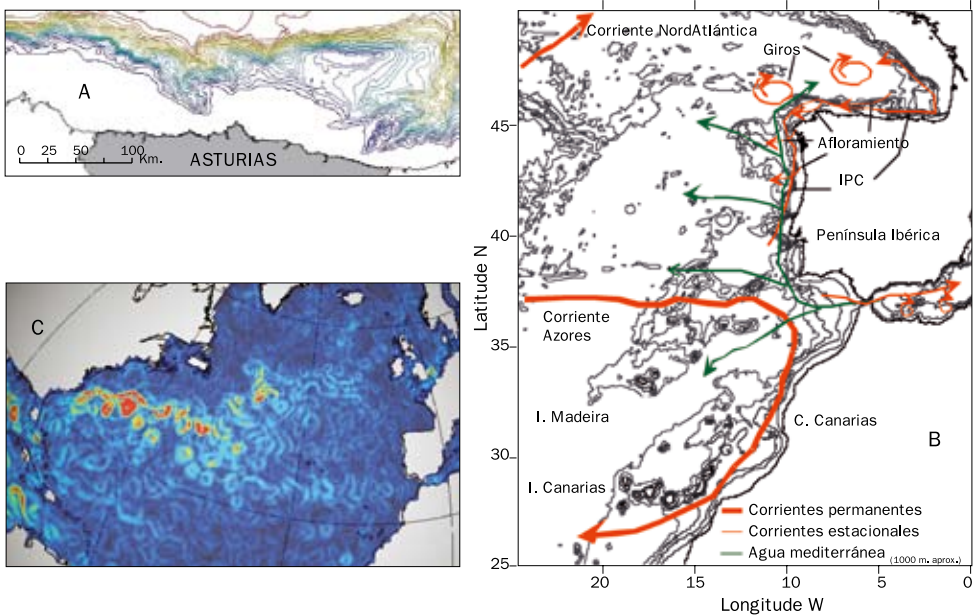 A
0 25 50 100 Km.
ASTURIAS
C
Corriente NordAtlántica
Giros
Afloramiento
IPC
Península Ibérica
Corriente
Azores
I. Madeira
C. Canarias
I. Canarias
B
Corrientes permanentes
Corrientes estacionales
Agua mediterránea (1000 m. aprox.)
Latitude N
45
40
35
30
25
20 15 10 5 0
Longitude W